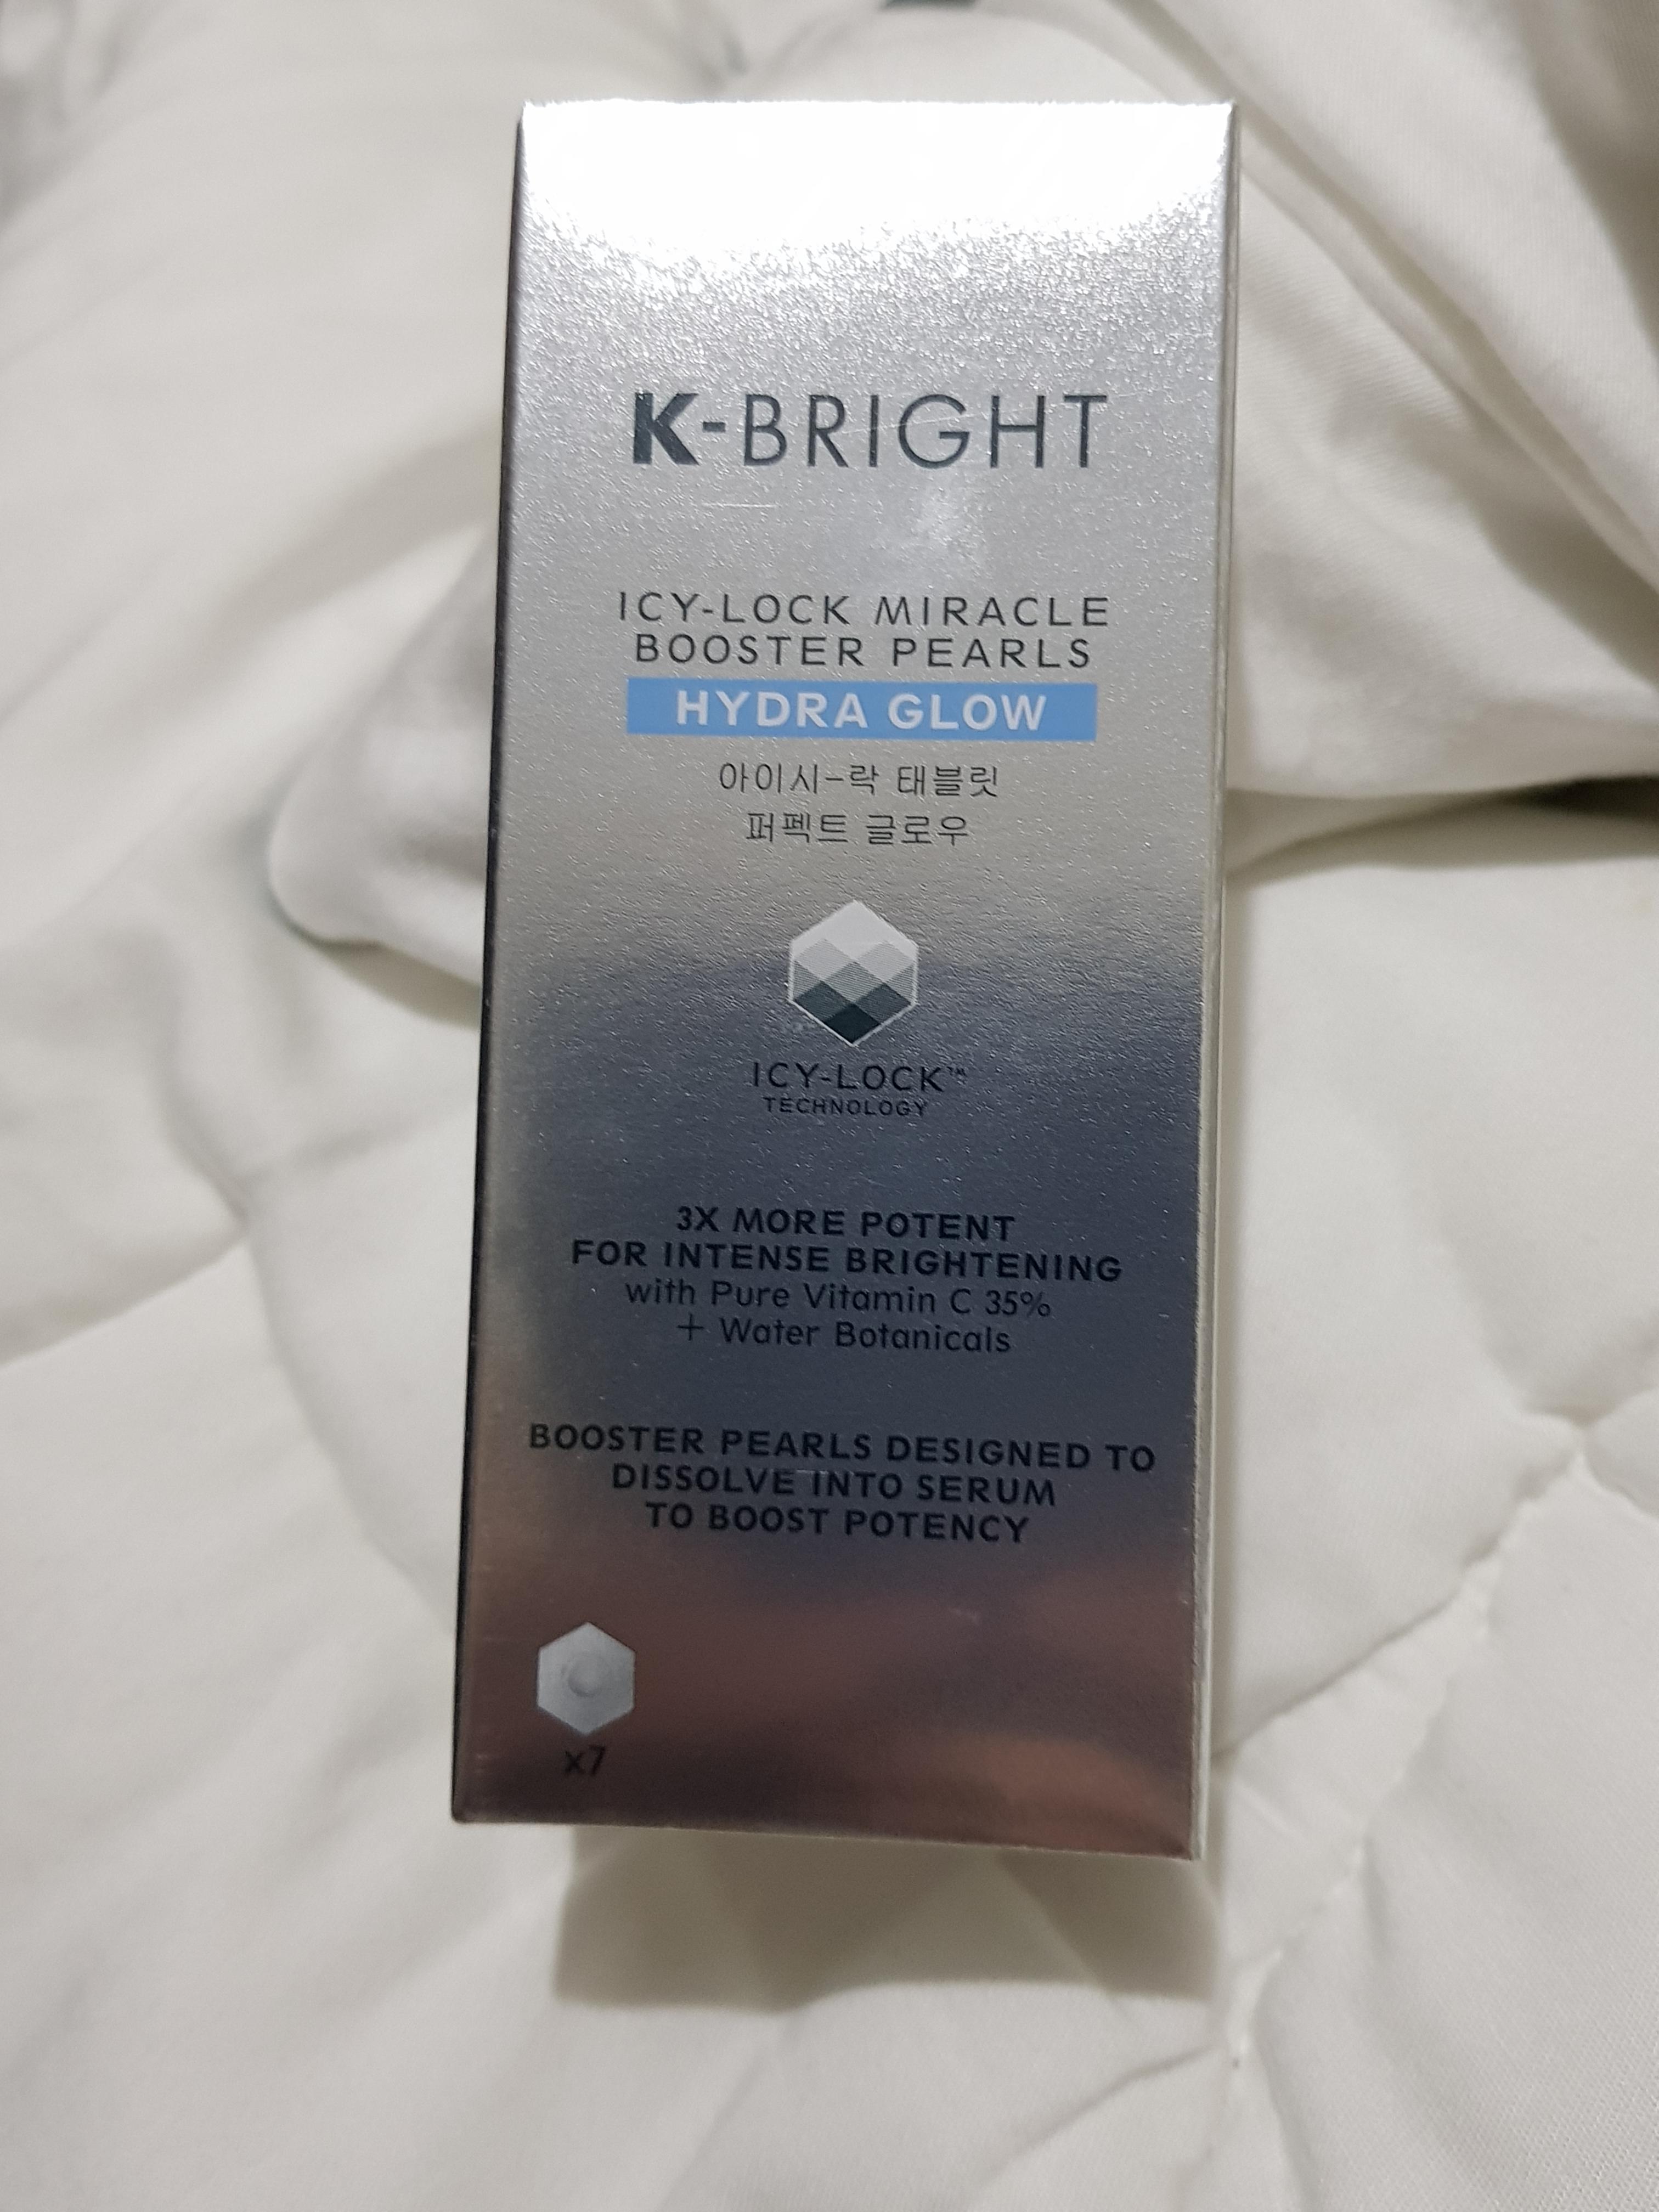 K-BRIGHT
ICY-LOCK MIRACLE
BOOSTER PEARLS
HYDRA GLOW
아이시-락 태블릿
퍼펙트 글로우
ICY-LOCK™
TECHNOLOGY
3X MORE POTENT
FOR INTENSE BRIGHTENING
with Pure Vitamin C 35%
+ Water Botanicals
BOOSTER PEARLS DESIGNED TO
DISSOLVE INTO SERUM
TO BOOST POTENCY
x7